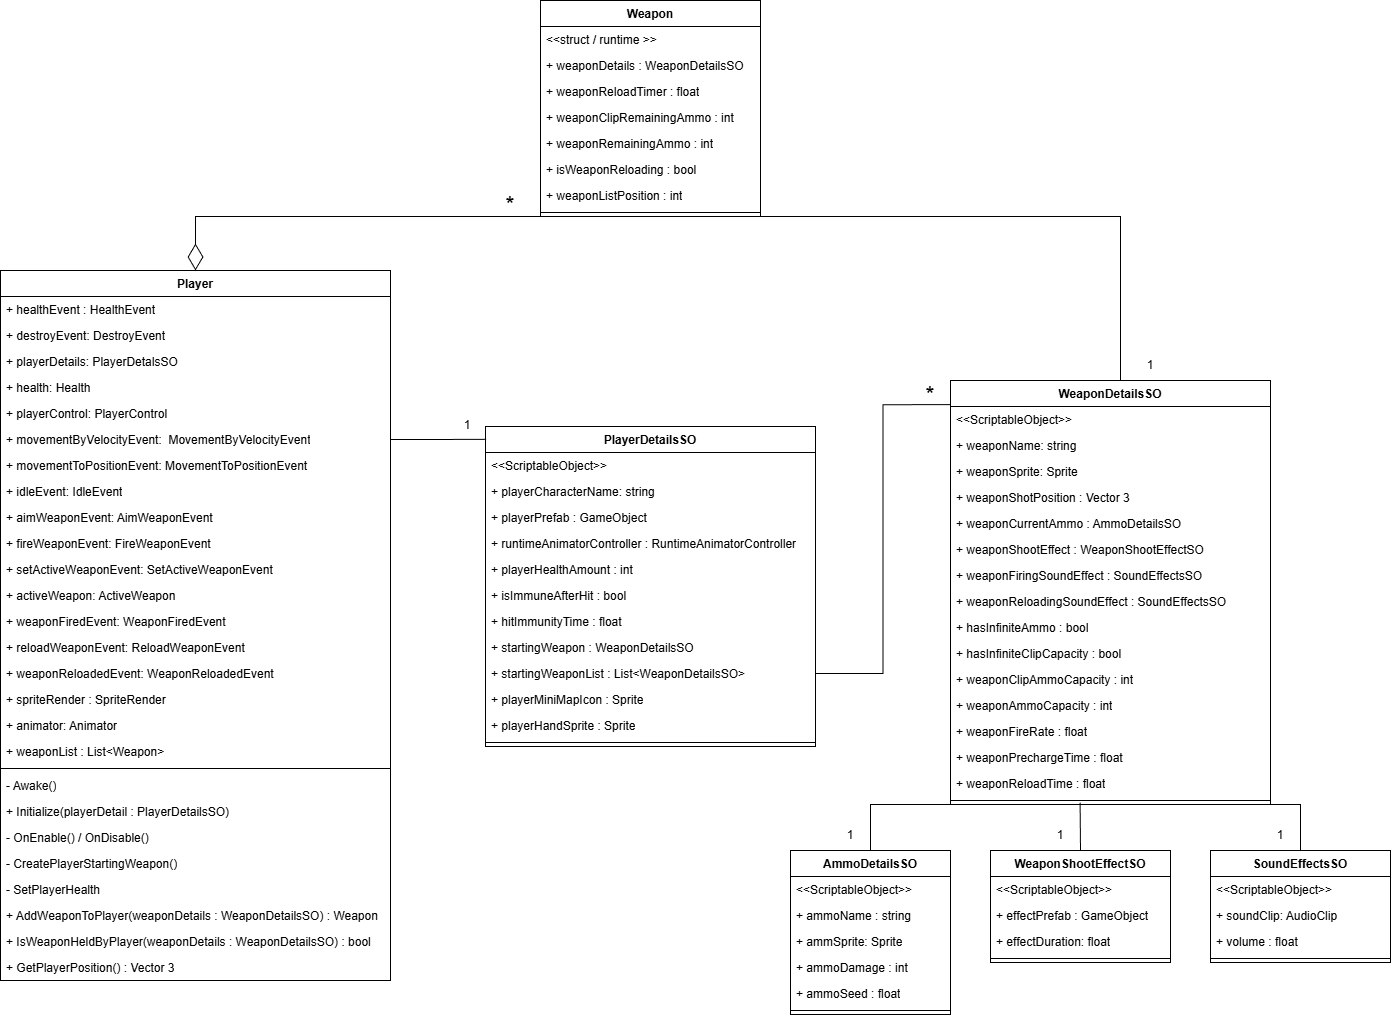 Weapon
<<struct / runtime >>
+ weaponDetails : WeaponDetailsSO
+ weaponReloadTimer : float
+ weaponClipRemainingAmmo : int
+ weaponRemainingAmmo : int
+ isWeaponReloading : bool
+ weaponListPosition : int
*
Player
+ healthEvent : HealthEvent
+ destroyEvent: DestroyEvent
+ playerDetails: PlayerDetalsSO
+ health: Health
+ playerControl: PlayerControl
+ movementByVelocityEvent:  MovementByVelocityEvent
+ movementToPositionEvent: MovementToPositionEvent
+ idleEvent: IdleEvent
+ aimWeaponEvent: AimWeaponEvent
+ fireWeaponEvent: FireWeaponEvent
+ setActiveWeaponEvent: SetActiveWeaponEvent
+ activeWeapon: ActiveWeapon
+ weaponFiredEvent: WeaponFiredEvent
+ reloadWeaponEvent: ReloadWeaponEvent
+ weaponReloadedEvent: WeaponReloadedEvent
+ spriteRender : SpriteRender
+ animator: Animator
+ weaponList : List<Weapon>
- Awake()
+ Initialize(playerDetail : PlayerDetailsSO)
- OnEnable() / OnDisable()
- CreatePlayerStartingWeapon()
- SetPlayerHealth
+ AddWeaponToPlayer(weaponDetails : WeaponDetailsSO) : Weapon
+ IsWeaponHeldByPlayer(weaponDetails : WeaponDetailsSO) : bool
+ GetPlayerPosition() : Vector 3
1
PlayerDetailsSO
<<ScriptableObject>>
+ playerCharacterName: string
+ playerPrefab : GameObject
+ runtimeAnimatorController : RuntimeAnimatorController
+ playerHealthAmount : int
+ isImmuneAfterHit : bool
+ hitImmunityTime : float
+ startingWeapon : WeaponDetailsSO
+ startingWeaponList : List<WeaponDetailsSO>
+ playerMiniMapIcon : Sprite
+ playerHandSprite : Sprite
1
*
WeaponDetailsSO
<<ScriptableObject>>
+ weaponName: string
+ weaponSprite: Sprite
+ weaponShotPosition : Vector 3
+ weaponCurrentAmmo : AmmoDetailsSO
+ weaponShootEffect : WeaponShootEffectSO
+ weaponFiringSoundEffect : SoundEffectsSO
+ weaponReloadingSoundEffect : SoundEffectsSO
+ hasInfiniteAmmo : bool
+ hasInfiniteClipCapacity : bool
+ weaponClipAmmoCapacity : int
+ weaponAmmoCapacity : int
+ weaponFireRate : float
+ weaponPrechargeTime : float
+ weaponReloadTime : float
1
AmmoDetailsSO
<<ScriptableObject>>
+ ammoName : string
+ ammSprite: Sprite
+ ammoDamage : int
+ ammoSeed : float
1
WeaponShootEffectSO
<<ScriptableObject>>
+ effectPrefab : GameObject
+ effectDuration: float
1
SoundEffectsSO
<<ScriptableObject>>
+ soundClip: AudioClip
+ volume : float